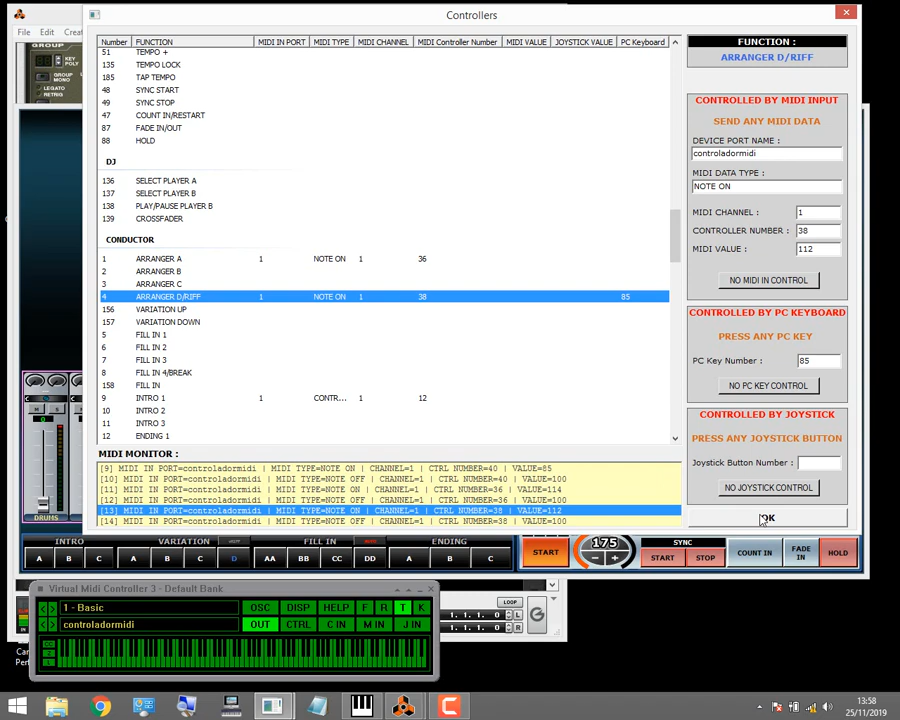 Controllers
File Edit Creat
GROUP
KEY POLY
GROUP MONO
LEGATO
RETRIG
Number FUNCTION MIDI IN PORT MIDI TYPE MIDI CHANNEL MIDI Controller Number MIDI VALUE JOYSTICK VALUE PC Keyboard
51 TEMPO +
135 TEMPO LOCK
185 TAP TEMPO
48 SYNC START
49 SYNC STOP
47 COUNT IN/RESTART
87 FADE IN/OUT
88 HOLD
DJ
136 SELECT PLAYER A
137 SELECT PLAYER B
138 PLAY/PAUSE PLAYER B
139 CROSSFADER
CONDUCTOR
1 ARRANGER A 1 NOTE ON 1 36
2 ARRANGER B
3 ARRANGER C
4 ARRANGER D/RIFF 1 NOTE ON 1 38 85
156 VARIATION UP
157 VARIATION DOWN
5 FILL IN 1
6 FILL IN 2
7 FILL IN 3
8 FILL IN 4/BREAK
158 FILL IN
9 INTRO 1 1 CONTR... 1 12
10 INTRO 2
11 INTRO 3
12 ENDING 1
MIDI MONITOR :
[9] MIDI IN PORT=controladormidi | MIDI TYPE=NOTE ON | CHANNEL=1 | CTRL NUMBER=40 | VALUE=85
[10] MIDI IN PORT=controladormidi | MIDI TYPE=NOTE OFF | CHANNEL=1 | CTRL NUMBER=40 | VALUE=100
[11] MIDI IN PORT=controladormidi | MIDI TYPE=NOTE ON | CHANNEL=1 | CTRL NUMBER=36 | VALUE=114
[12] MIDI IN PORT=controladormidi | MIDI TYPE=NOTE OFF | CHANNEL=1 | CTRL NUMBER=36 | VALUE=100
[13] MIDI IN PORT=controladormidi | MIDI TYPE=NOTE ON | CHANNEL=1 | CTRL NUMBER=38 | VALUE=112
[14] MIDI IN PORT=controladormidi | MIDI TYPE=NOTE OFF | CHANNEL=1 | CTRL NUMBER=38 | VALUE=100
FUNCTION :
ARRANGER D/RIFF
CONTROLLED BY MIDI INPUT
SEND ANY MIDI DATA
DEVICE PORT NAME :
controladormidi
MIDI DATA TYPE :
NOTE ON
MIDI CHANNEL : 1
CONTROLLER NUMBER : 38
MIDI VALUE : 112
NO MIDI IN CONTROL
CONTROLLED BY PC KEYBOARD
PRESS ANY PC KEY
PC Key Number : 85
NO PC KEY CONTROL
CONTROLLED BY JOYSTICK
PRESS ANY JOYSTICK BUTTON
Joystick Button Number :
NO JOYSTICK CONTROL
OK
M S
DRUMS
INTRO VARIATION FILL IN ENDING
A B C A B C D AA BB CC DD A B C
START 175 SYNC START STOP COUNT IN FADE IN HOLD
Virtual Midi Controller 3 - Default Bank
1 - Basic OSC DISP HELP F R T K
controladormidi OUT CTRL C IN M IN J IN
LOOP
1. 1. 1. 0 L
1. 1. 1. 0 R
13:58
25/11/2019